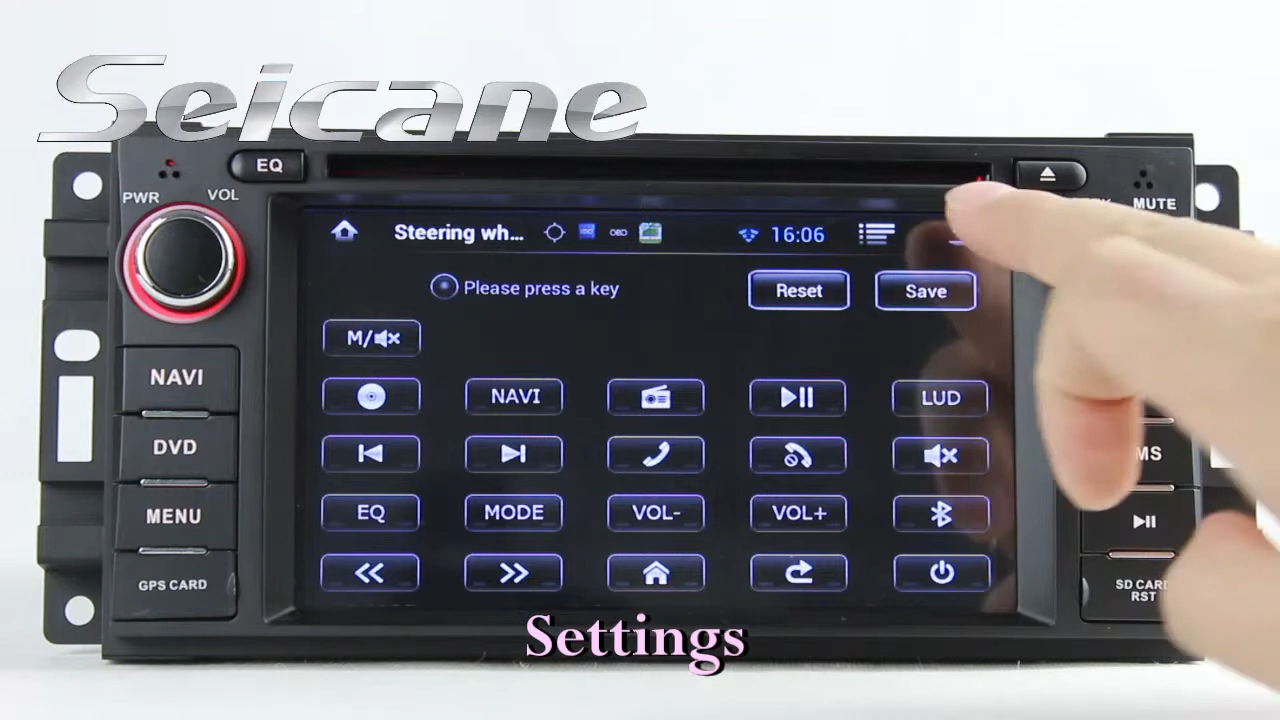 Seicane
EQ
PWR
VOL
MUTE
Steering wh...
OBD
16:06
Please press a key
Reset
Save
M/
NAVI
LUD
EQ
MODE
VOL-
VOL+
NAVI
DVD
MENU
GPS CARD
MS
SD CARD
RST
Settings